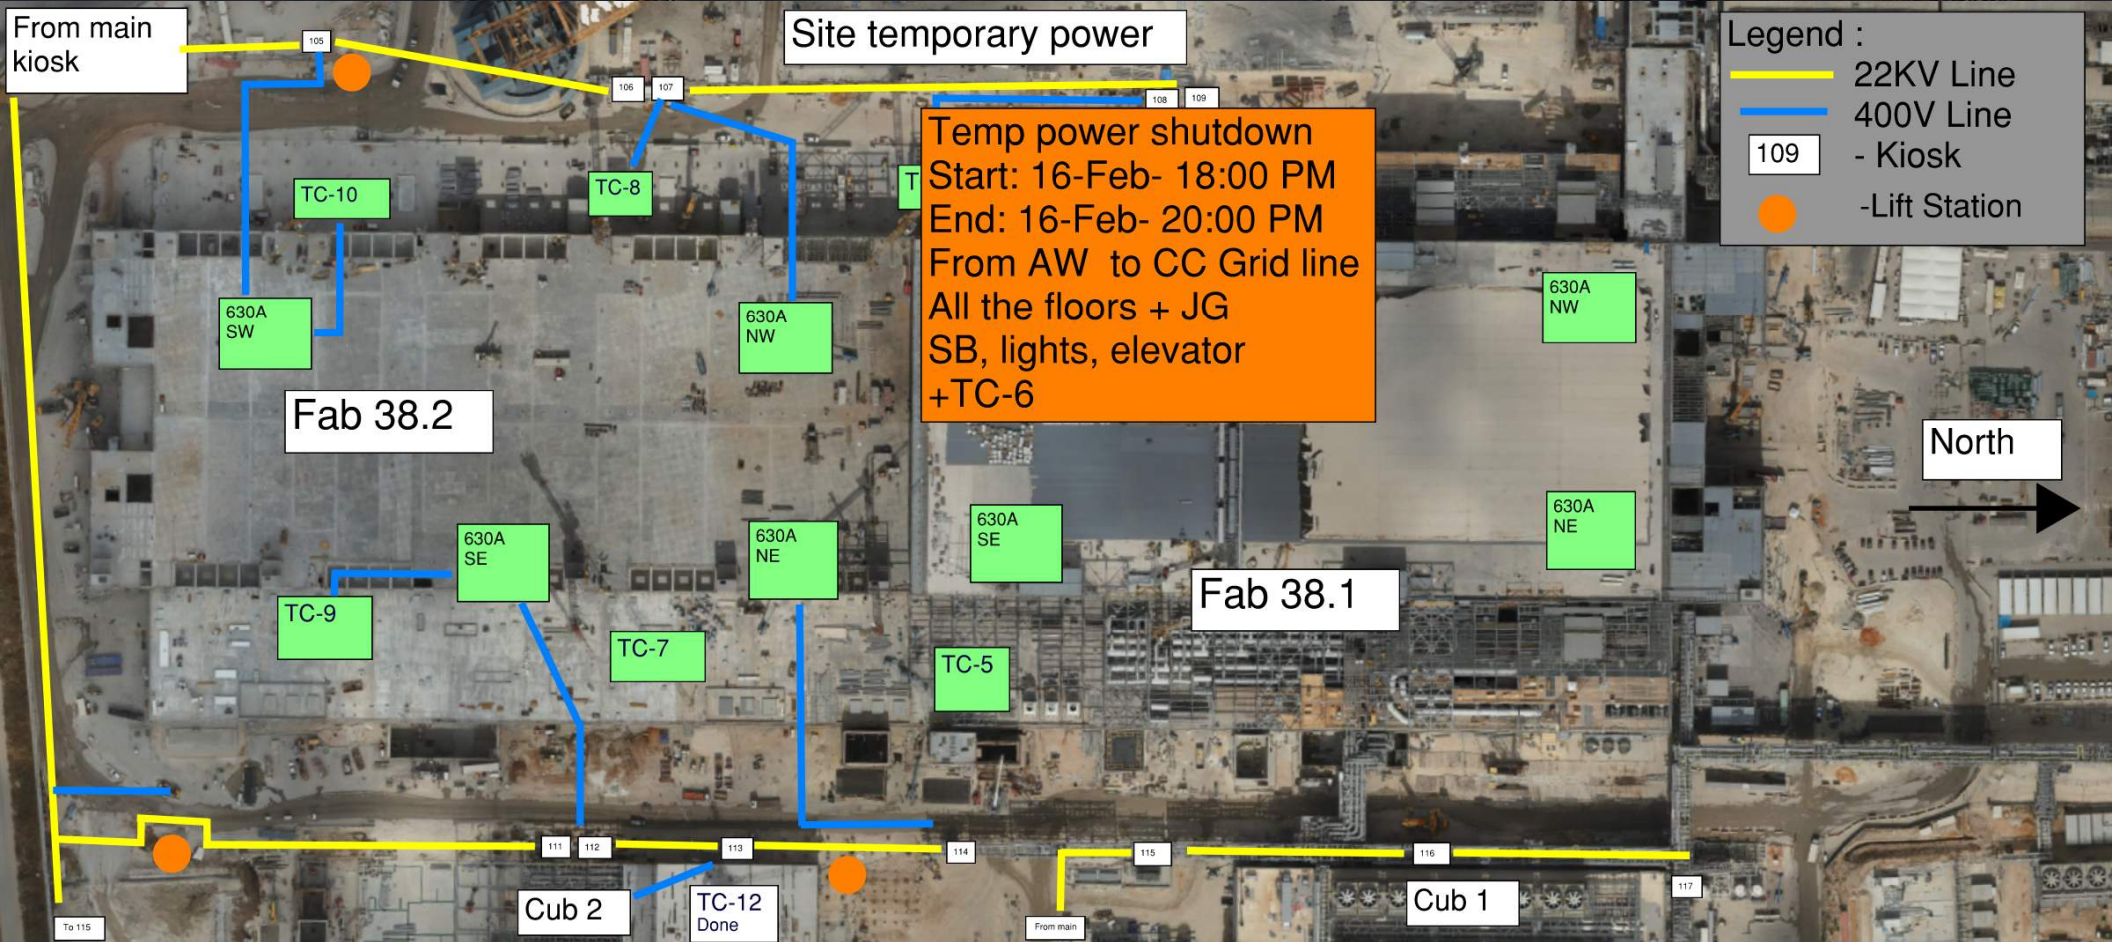 From main
kiosk
105
Site temporary power
106
107
108
109
Legend :
22KV Line
400V Line
109
- Kiosk
-Lift Station
Temp power shutdown
Start: 16-Feb- 18:00 PM
End: 16-Feb- 20:00 PM
From AW to CC Grid line
All the floors + JG
SB, lights, elevator
+TC-6
TC-10
TC-8
T
630A
SW
630A
NW
630A
NW
Fab 38.2
North
630A
SE
630A
NE
630A
SE
630A
NE
Fab 38.1
TC-9
TC-7
TC-5
111
112
113
114
115
116
117
Cub 2
TC-12
Done
Cub 1
To 115
From main